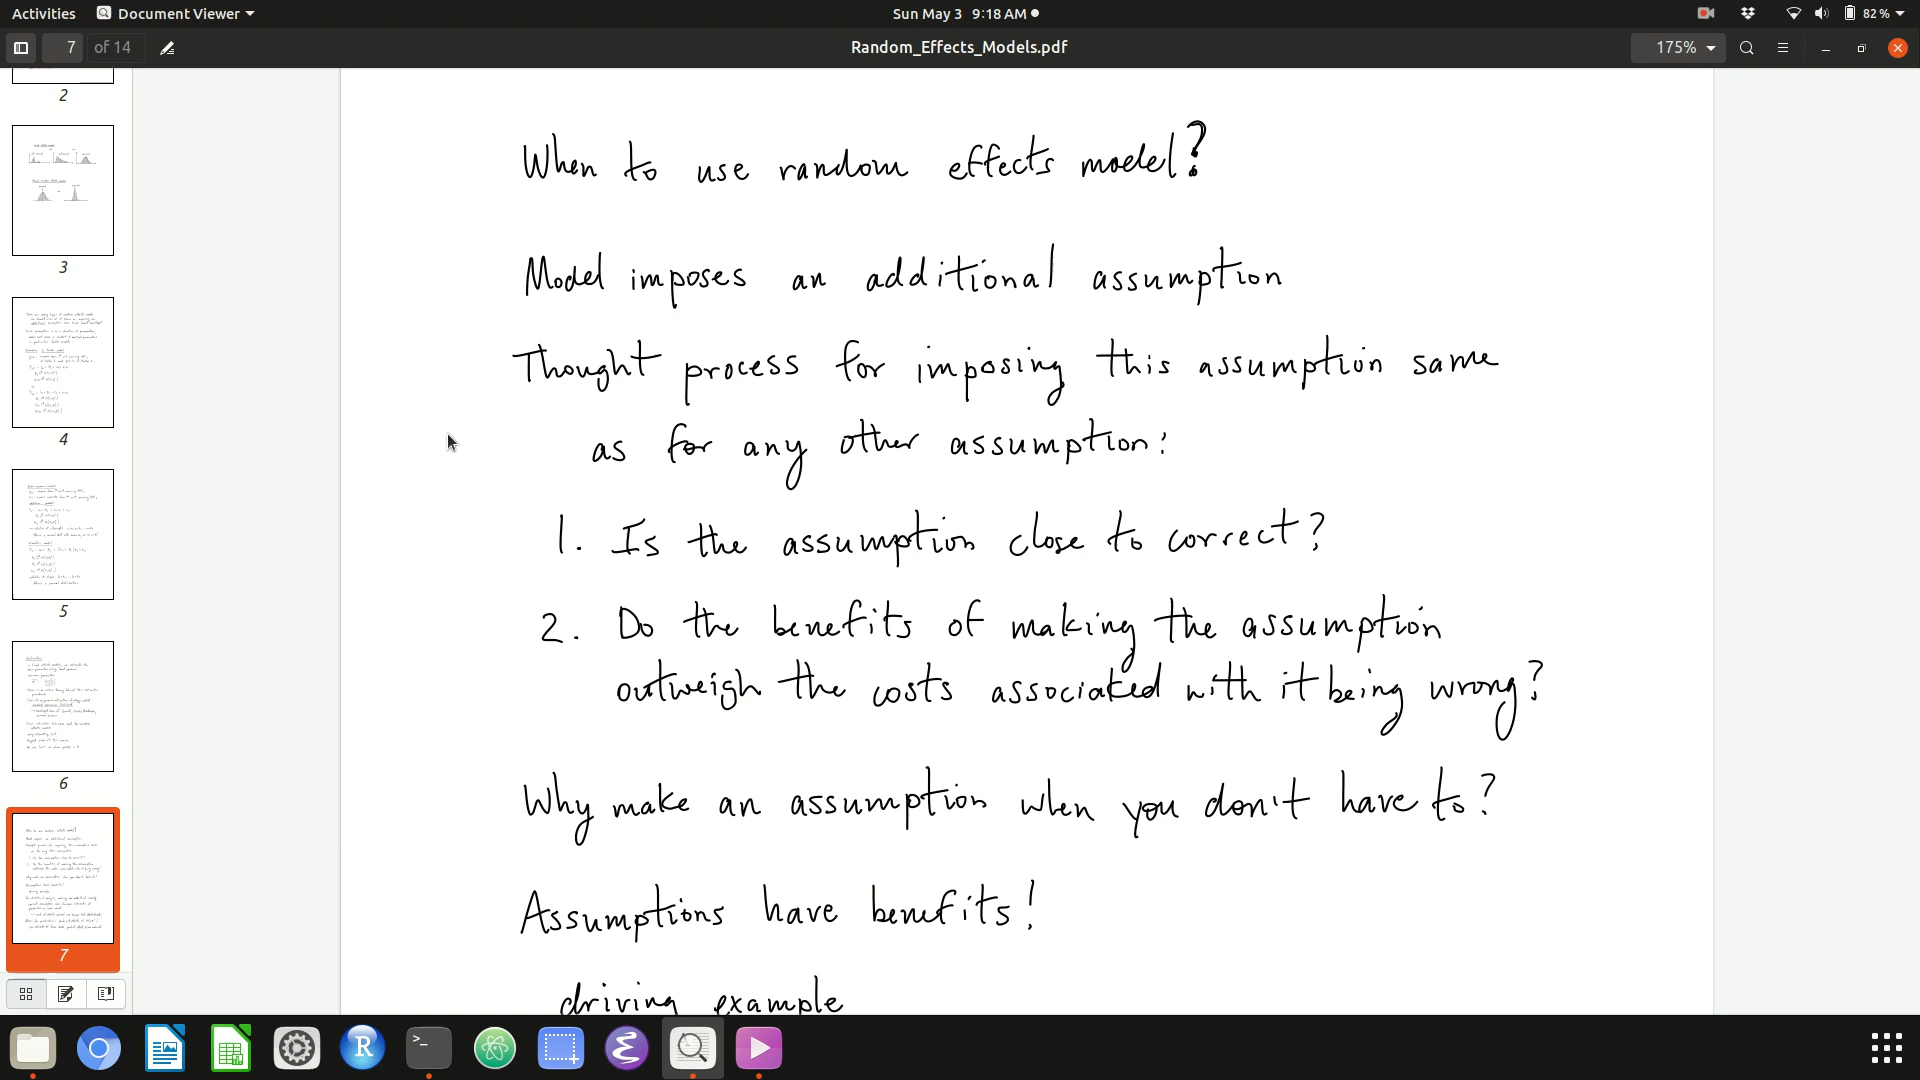 Activities Document Viewer Sun May 3 9:18 AM 82 %
7 of 14 Random_Effects_Models.pdf 175%
2
3
4
5
6
7
When to use random effects model?
Model imposes an additional assumption
Thought process for imposing this assumption same
as for any other assumption:
1. Is the assumption close to correct?
2. Do the benefits of making the assumption
outweigh the costs associated with it being wrong?
Why make an assumption when you don't have to?
Assumptions have benefits!
driving example